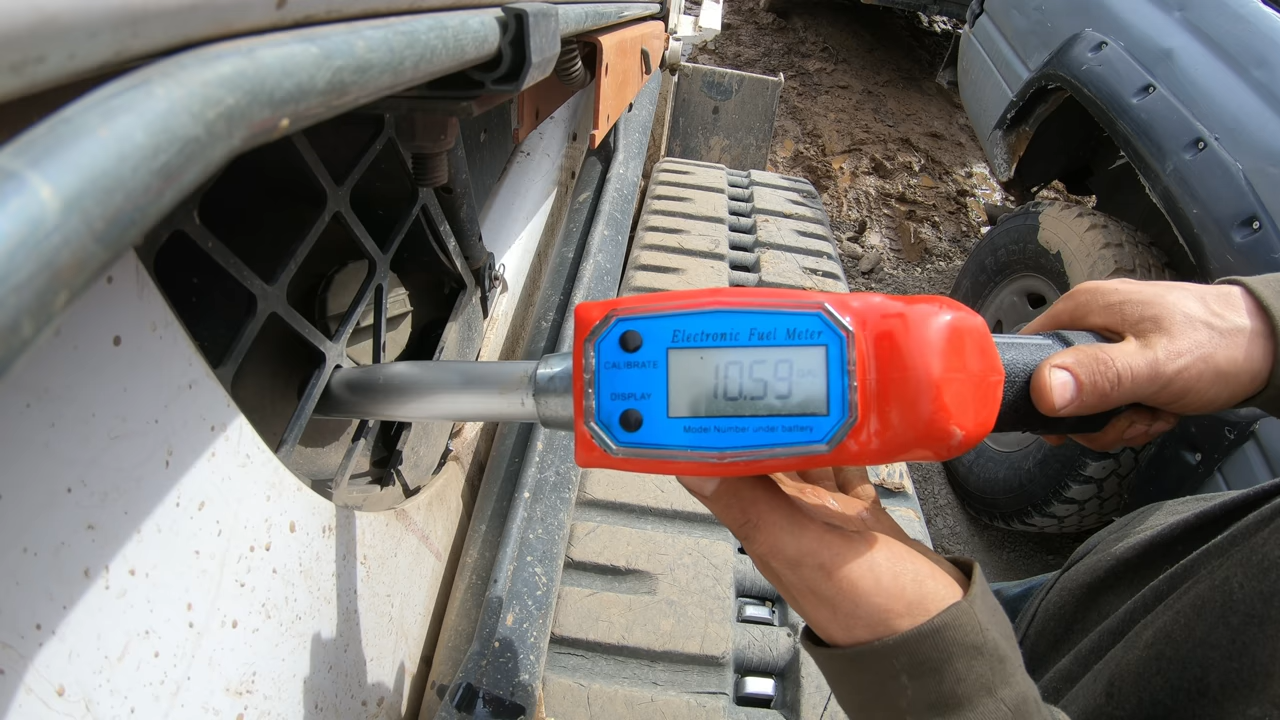 Electronic Fuel Meter
CALIBRATE
10.59
DISPLAY
Model Number under battery